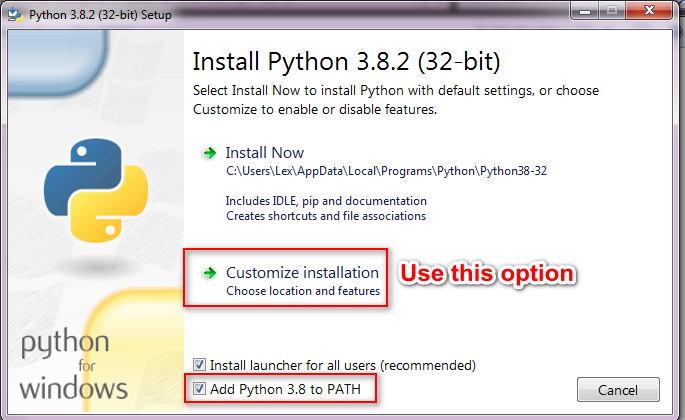 Python 3.8.2 (32-bit) Setup
Install Python 3.8.2 (32-bit)
Select Install Now to install Python with default settings, or choose
Customize to enable or disable features.
Install Now
C:\Users\Lex\AppData\Local\Programs\Python\Python38-32
Includes IDLE, pip and documentation
Creates shortcuts and file associations
Customize installation
Choose location and features
Use this option
Install launcher for all users (recommended)
Add Python 3.8 to PATH
python
for
windows
Cancel